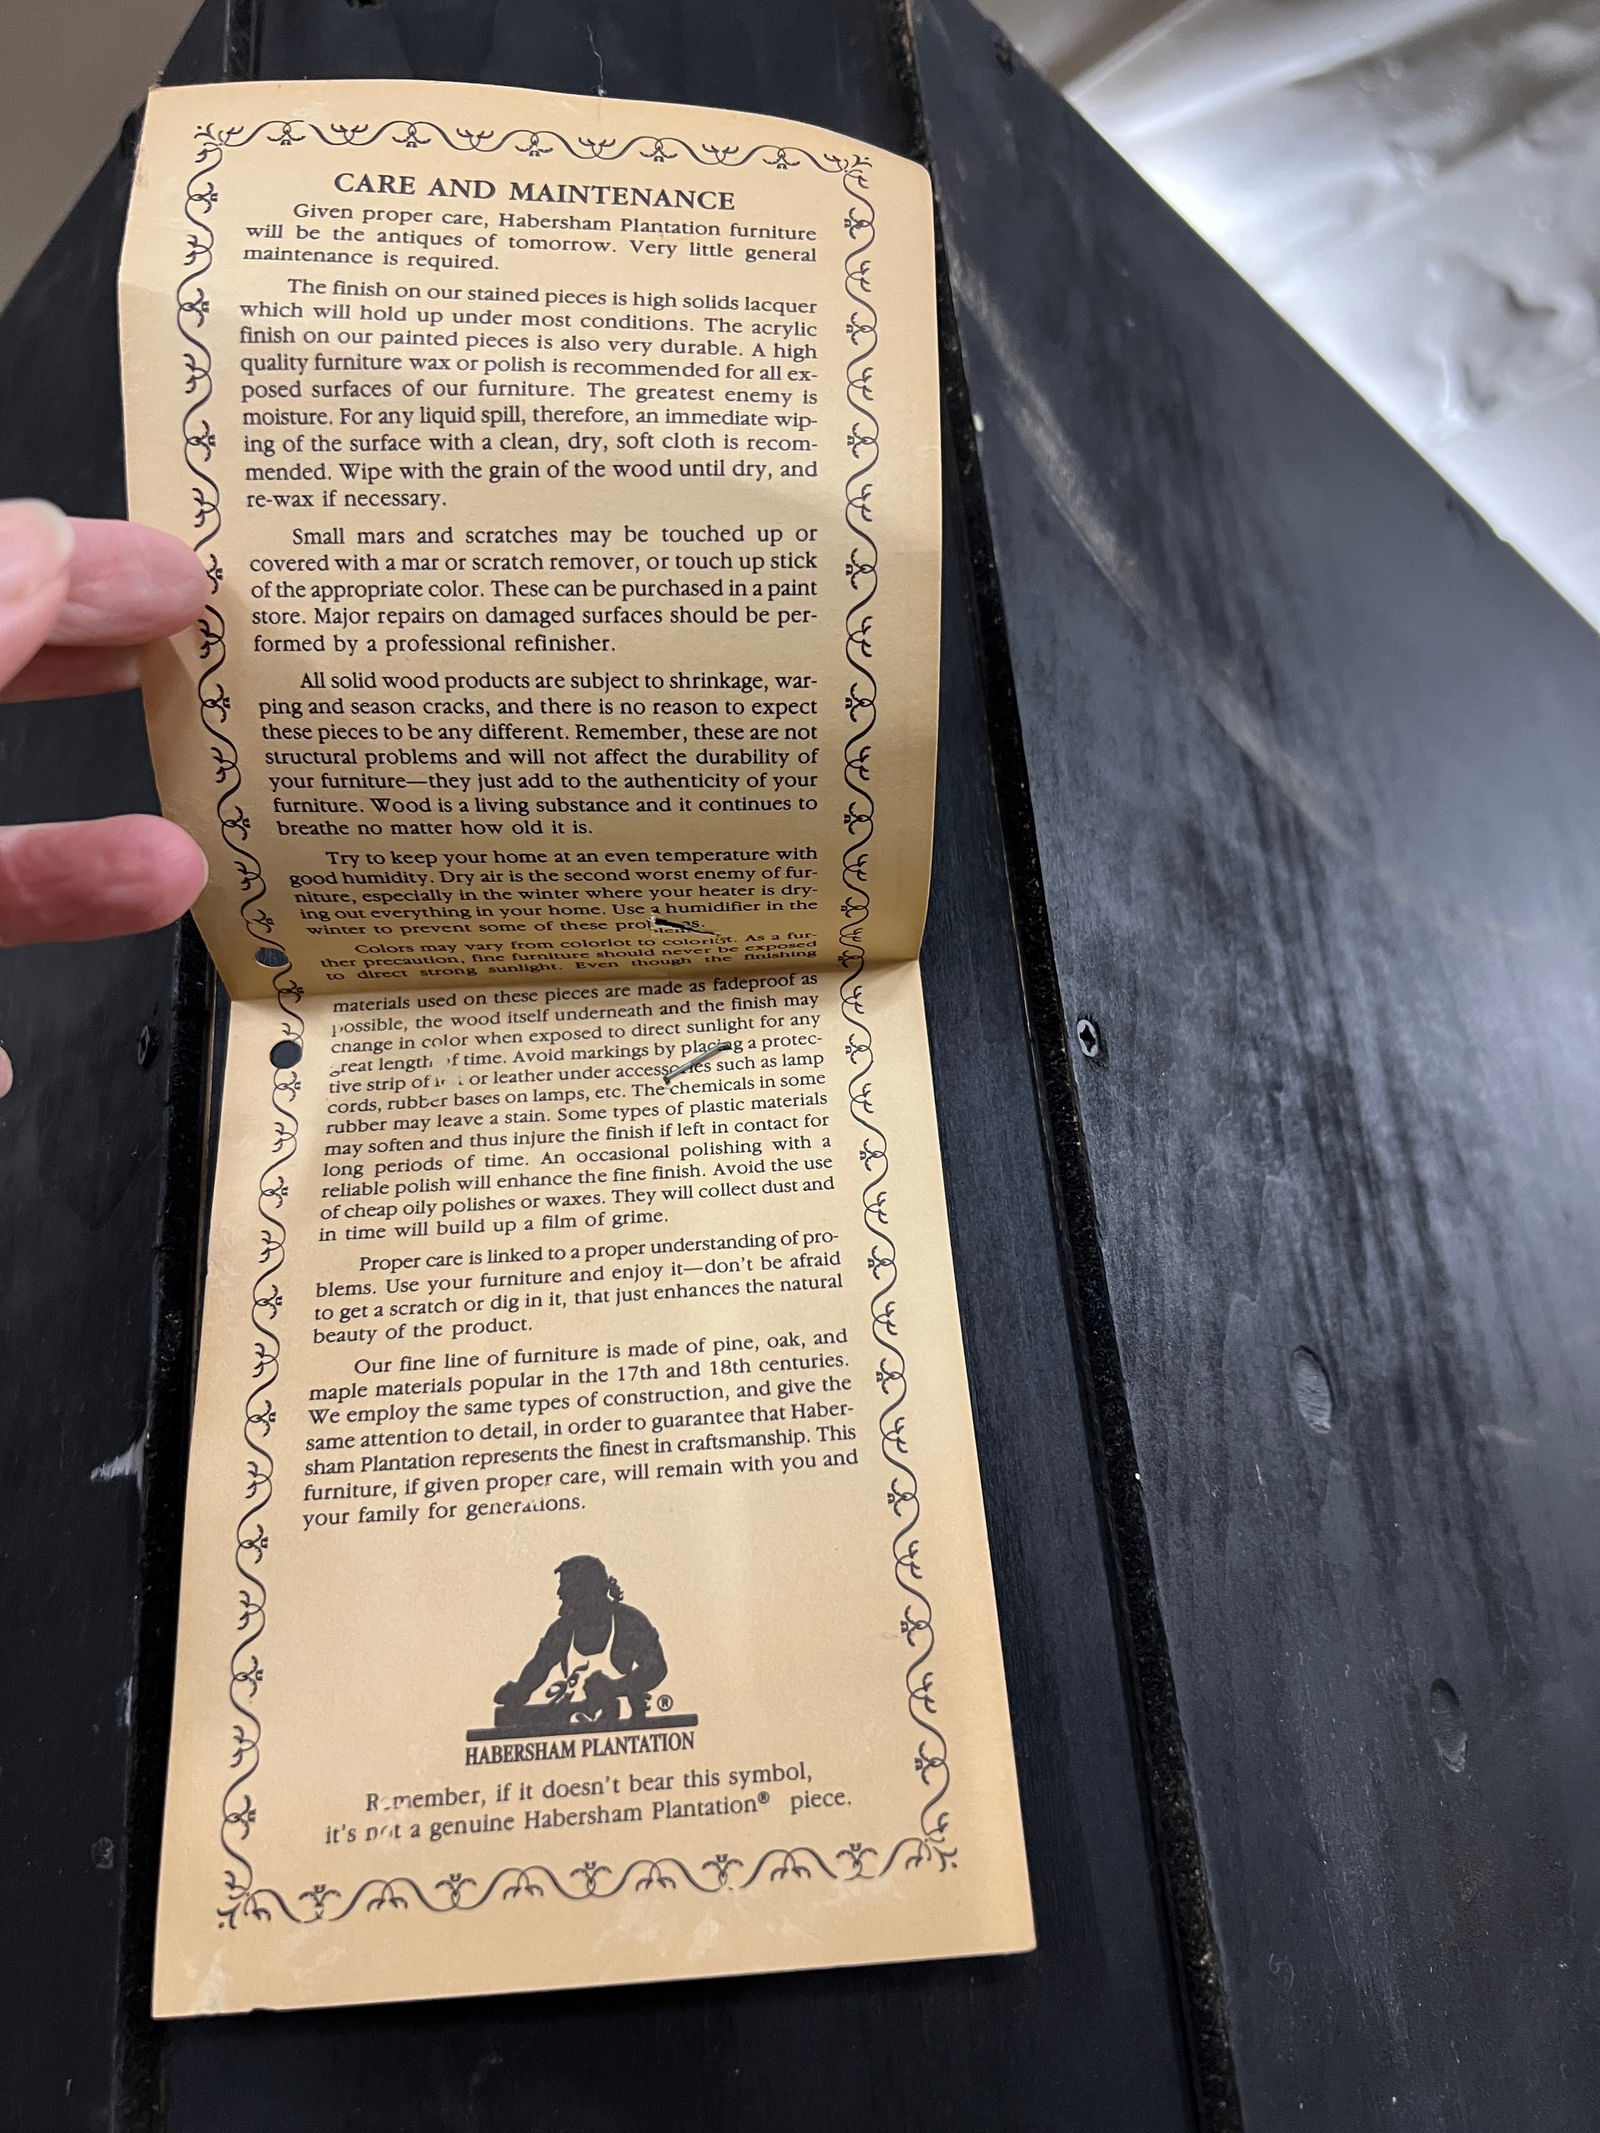 CARE AND MAINTENANCE
Given proper care, Habersham Plantation furniture
will be the antiques of tomorrow. Very little general
maintenance is required.
The finish on our stained pieces is high solids lacquer
which will hold up under most conditions. The acrylic
finish on our painted pieces is also very durable. A high
quality furniture wax or polish is recommended for all ex-
posed surfaces of our furniture. The greatest enemy is
moisture. For any liquid spill, therefore, an immediate wip-
ing of the surface with a clean, dry, soft cloth is recom-
mended. Wipe with the grain of the wood until dry, and
re-wax if necessary.
Small mars and scratches may be touched up or
covered with a mar or scratch remover, or touch up stick
of the appropriate color. These can be purchased in a paint
store. Major repairs on damaged surfaces should be per-
formed by a professional refinisher.
All solid wood products are subject to shrinkage, war-
ping and season cracks, and there is no reason to expect
these pieces to be any different. Remember, these are not
structural problems and will not affect the durability of
your furniture—they just add to the authenticity of your
furniture. Wood is a living substance and it continues to
breathe no matter how old it is.
Try to keep your home at an even temperature with
good humidity. Dry air is the second worst enemy of fur-
niture, especially in the winter where your heater is dry-
ing out everything in your home. Use a humidifier in the
winter to prevent some of these problems.
Colors may vary from colorlot to colorlot. As a fur-
ther precaution, fine furniture should never be exposed
to direct strong sunlight. Even though the finishing
materials used on these pieces are made as fadeproof as
possible, the wood itself underneath and the finish may
change in color when exposed to direct sunlight for any
great length of time. Avoid markings by placing a protec-
tive strip of or leather under accessories such as lamp
cords, rubber bases on lamps, etc. The chemicals in some
rubber may leave a stain. Some types of plastic materials
may soften and thus injure the finish if left in contact for
long periods of time. An occasional polishing with a
reliable polish will enhance the fine finish. Avoid the use
of cheap oily polishes or waxes. They will collect dust and
in time will build up a film of grime.
Proper care is linked to a proper understanding of pro-
blems. Use your furniture and enjoy it—don't be afraid
to get a scratch or dig in it, that just enhances the natural
beauty of the product.
Our fine line of furniture is made of pine, oak, and
maple materials popular in the 17th and 18th centuries.
We employ the same types of construction, and give the
same attention to detail, in order to guarantee that Haber-
sham Plantation represents the finest in craftsmanship. This
furniture, if given proper care, will remain with you and
your family for generations.
®
HABERSHAM PLANTATION
Remember, if it doesn't bear this symbol,
it's not a genuine Habersham Plantation® piece.